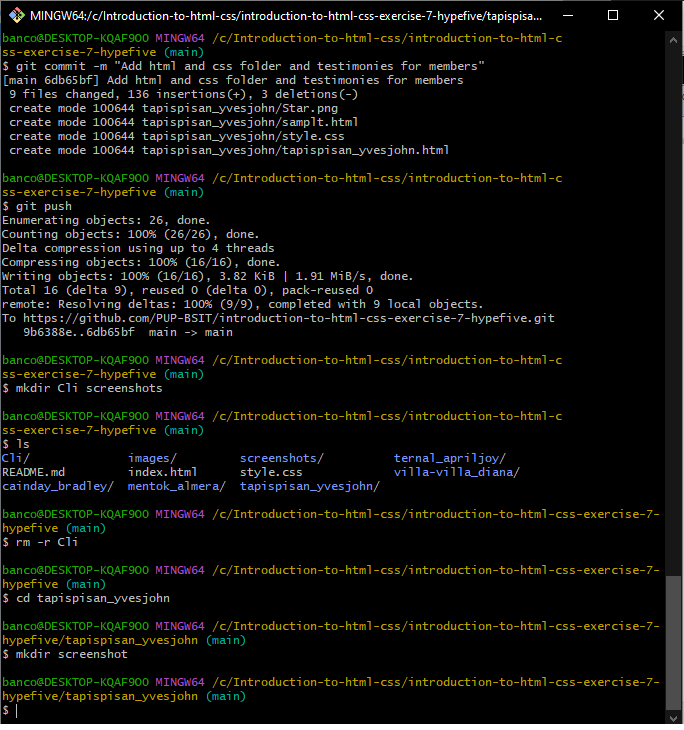 MINGW64:/c/Introduction-to-html-css/introduction-to-html-css-exercise-7-hypefive/tapispisa...
banco@DESKTOP-KQAF9OO MINGW64 /c/Introduction-to-html-css/introduction-to-html-c
ss-exercise-7-hypefive (main)
$ git commit -m "Add html and css folder and testimonies for members"
[main 6db65bf] Add html and css folder and testimonies for members
 9 files changed, 136 insertions(+), 3 deletions(-)
 create mode 100644 tapispisan_yvesjohn/Star.png
 create mode 100644 tapispisan_yvesjohn/samplt.html
 create mode 100644 tapispisan_yvesjohn/style.css
 create mode 100644 tapispisan_yvesjohn/tapispisan_yvesjohn.html
banco@DESKTOP-KQAF9OO MINGW64 /c/Introduction-to-html-css/introduction-to-html-c
ss-exercise-7-hypefive (main)
$ git push
Enumerating objects: 26, done.
Counting objects: 100% (26/26), done.
Delta compression using up to 4 threads
Compressing objects: 100% (16/16), done.
Writing objects: 100% (16/16), 3.82 KiB | 1.91 MiB/s, done.
Total 16 (delta 9), reused 0 (delta 0), pack-reused 0
remote: Resolving deltas: 100% (9/9), completed with 9 local objects.
To https://github.com/PUP-BSIT/introduction-to-html-css-exercise-7-hypefive.git
   9b6388e..6db65bf  main -> main
banco@DESKTOP-KQAF9OO MINGW64 /c/Introduction-to-html-css/introduction-to-html-c
ss-exercise-7-hypefive (main)
$ mkdir Cli screenshots
banco@DESKTOP-KQAF9OO MINGW64 /c/Introduction-to-html-css/introduction-to-html-c
ss-exercise-7-hypefive (main)
$ ls
Cli/              images/         screenshots/          ternal_apriljoy/
README.md         index.html      style.css             villa-villa_diana/
cainday_bradley/  mentok_almera/  tapispisan_yvesjohn/
banco@DESKTOP-KQAF9OO MINGW64 /c/Introduction-to-html-css/introduction-to-html-css-exercise-7-
hypefive (main)
$ rm -r Cli
banco@DESKTOP-KQAF9OO MINGW64 /c/Introduction-to-html-css/introduction-to-html-css-exercise-7-
hypefive (main)
$ cd tapispisan_yvesjohn
banco@DESKTOP-KQAF9OO MINGW64 /c/Introduction-to-html-css/introduction-to-html-css-exercise-7-
hypefive/tapispisan_yvesjohn (main)
$ mkdir screenshot
banco@DESKTOP-KQAF9OO MINGW64 /c/Introduction-to-html-css/introduction-to-html-css-exercise-7-
hypefive/tapispisan_yvesjohn (main)
$